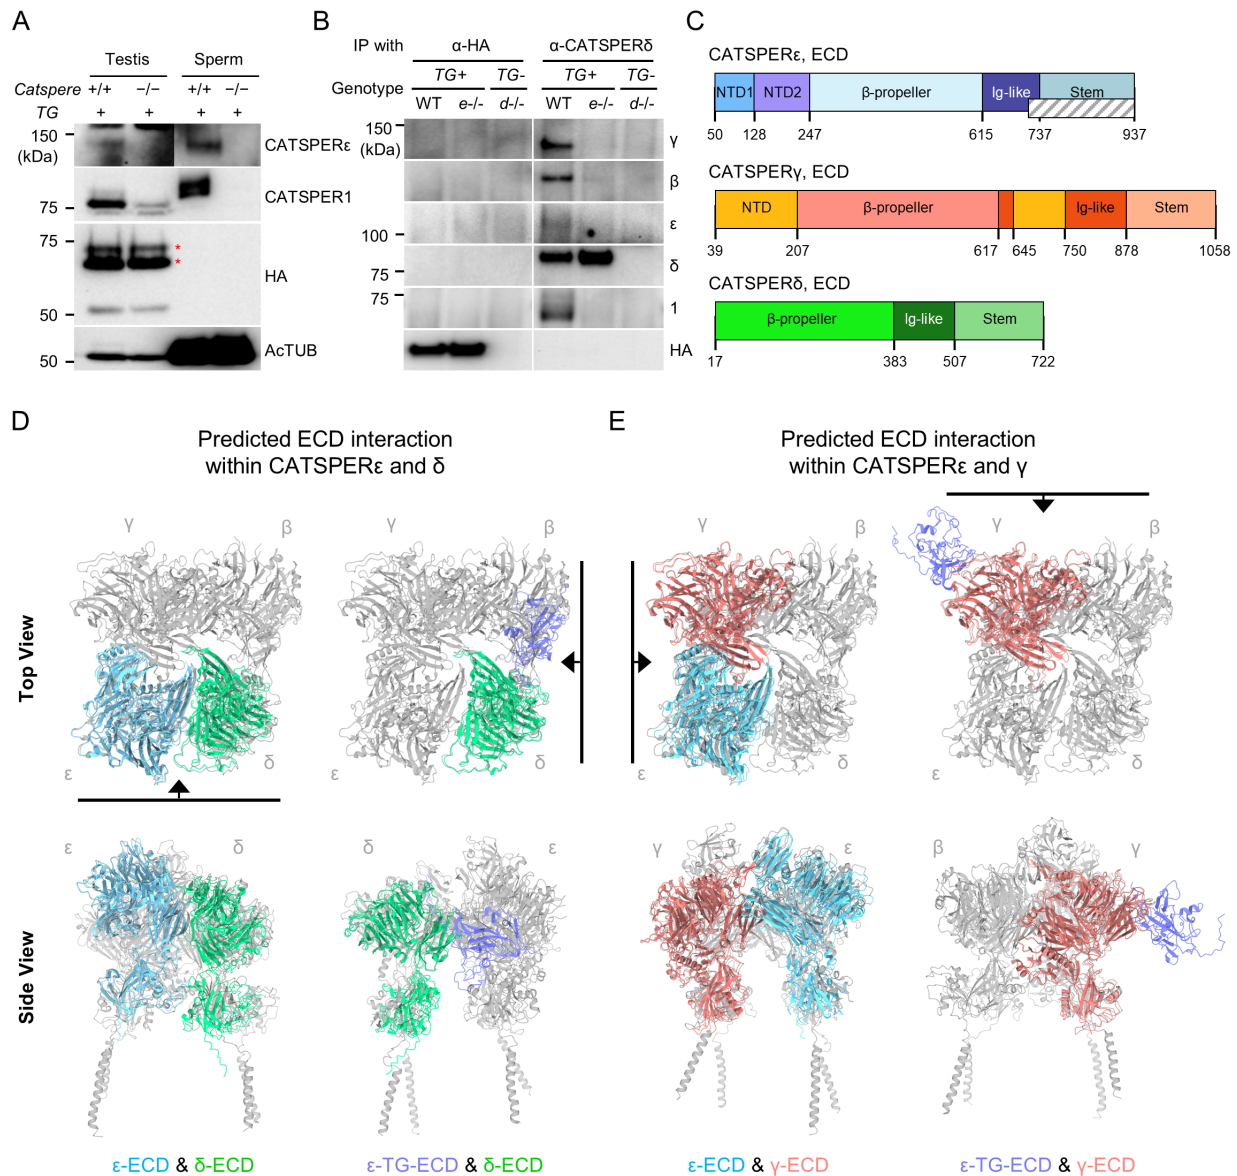 A
Testis Sperm
Catspere +/+ −/− +/+ −/−
TG + + + +
150
(kDa)
CATSPERε
75
CATSPER1
75
*
*
HA
50
50
AcTUB
B
IP with α-HA α-CATSPERδ
TG+ TG- TG+ TG-
Genotype
WT e-/- d-/- WT e-/- d-/-
150
(kDa)
γ
β
100
ε
75
δ
75
1
HA
C
CATSPERε, ECD
NTD1 NTD2 β-propeller Ig-like Stem
50 128 247 615 737 937
CATSPERγ, ECD
NTD β-propeller Ig-like Stem
39 207 617 645 750 878 1058
CATSPERδ, ECD
β-propeller Ig-like Stem
17 383 507 722
D
Predicted ECD interaction
within CATSPERε and δ
E
Predicted ECD interaction
within CATSPERε and γ
Top View
γ β γ β γ β γ β
ε δ ε δ ε δ ε δ
Side View
ε δ δ ε γ ε β γ
ε-ECD & δ-ECD
ε-TG-ECD & δ-ECD
ε-ECD & γ-ECD
ε-TG-ECD & γ-ECD